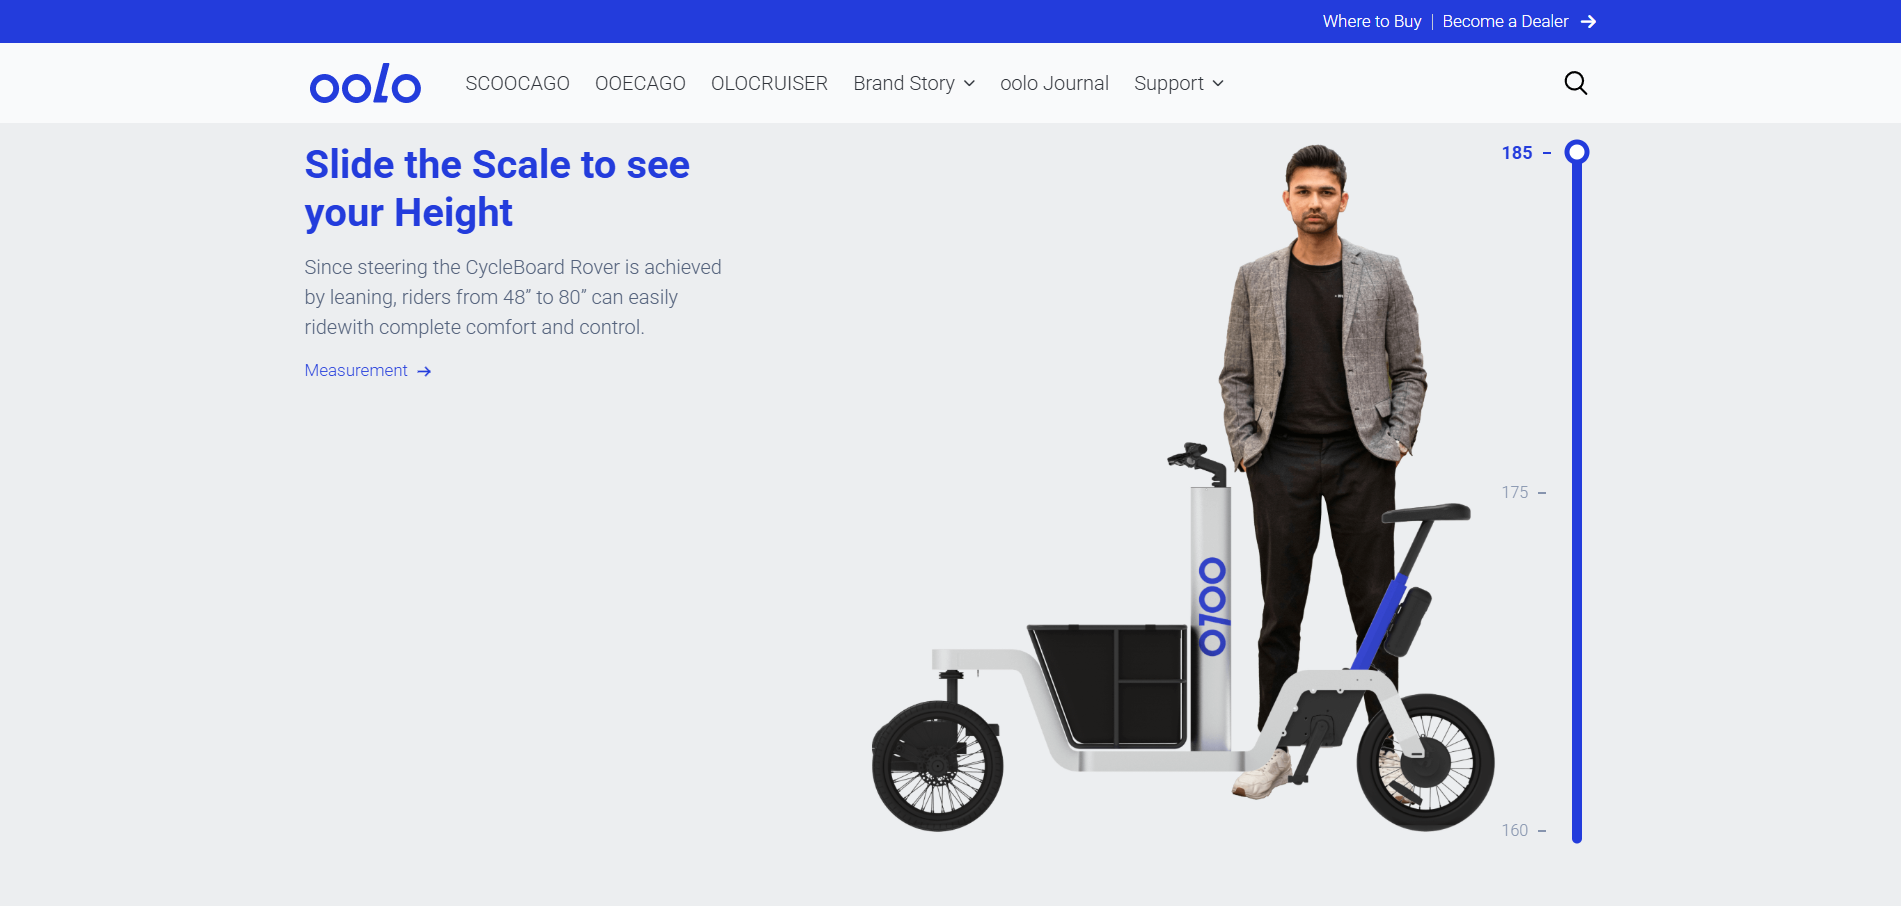 Where to Buy | Become a Dealer
oolo SCOOCAGO OOECAGO OLOCRUISER Brand Story oolo Journal Support
Slide the Scale to see
your Height
Since steering the CycleBoard Rover is achieved
by leaning, riders from 48” to 80” can easily
ridewith complete comfort and control.
Measurement
185
175
160
oolo